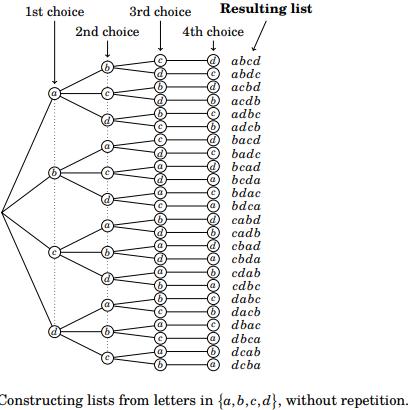 1st choice 3rd choice Resulting list
2nd choice 4th choice
c d abcd
b
d c abdc
b d acbd
a c
d b acdb
b c adbc
d
c b adcb
c d bacd
a
d c badc
a d bcad
b c
d a bcda
a c bdac
d
c a bdca
b d cabd
a
d b cadb
a d cbad
c b
d a cbda
a b cdab
d
b a cdbc
b c dabc
a
c b dacb
a c dbac
d b
c a dbca
a b dcab
c
b a dcba
Constructing lists from letters in {a,b,c,d}, without repetition.